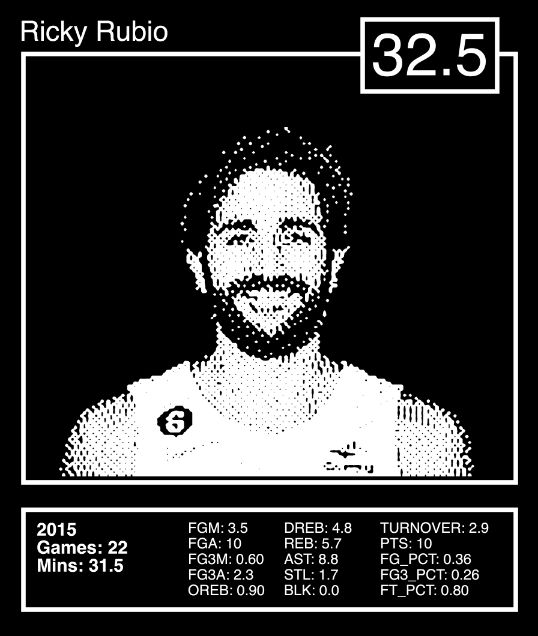 Ricky Rubio
32.5
2015
Games: 22
Mins: 31.5
FGM: 3.5
FGA: 10
FG3M: 0.60
FG3A: 2.3
OREB: 0.90
DREB: 4.8
REB: 5.7
AST: 8.8
STL: 1.7
BLK: 0.0
TURNOVER: 2.9
PTS: 10
FG_PCT: 0.36
FG3_PCT: 0.26
FT_PCT: 0.80